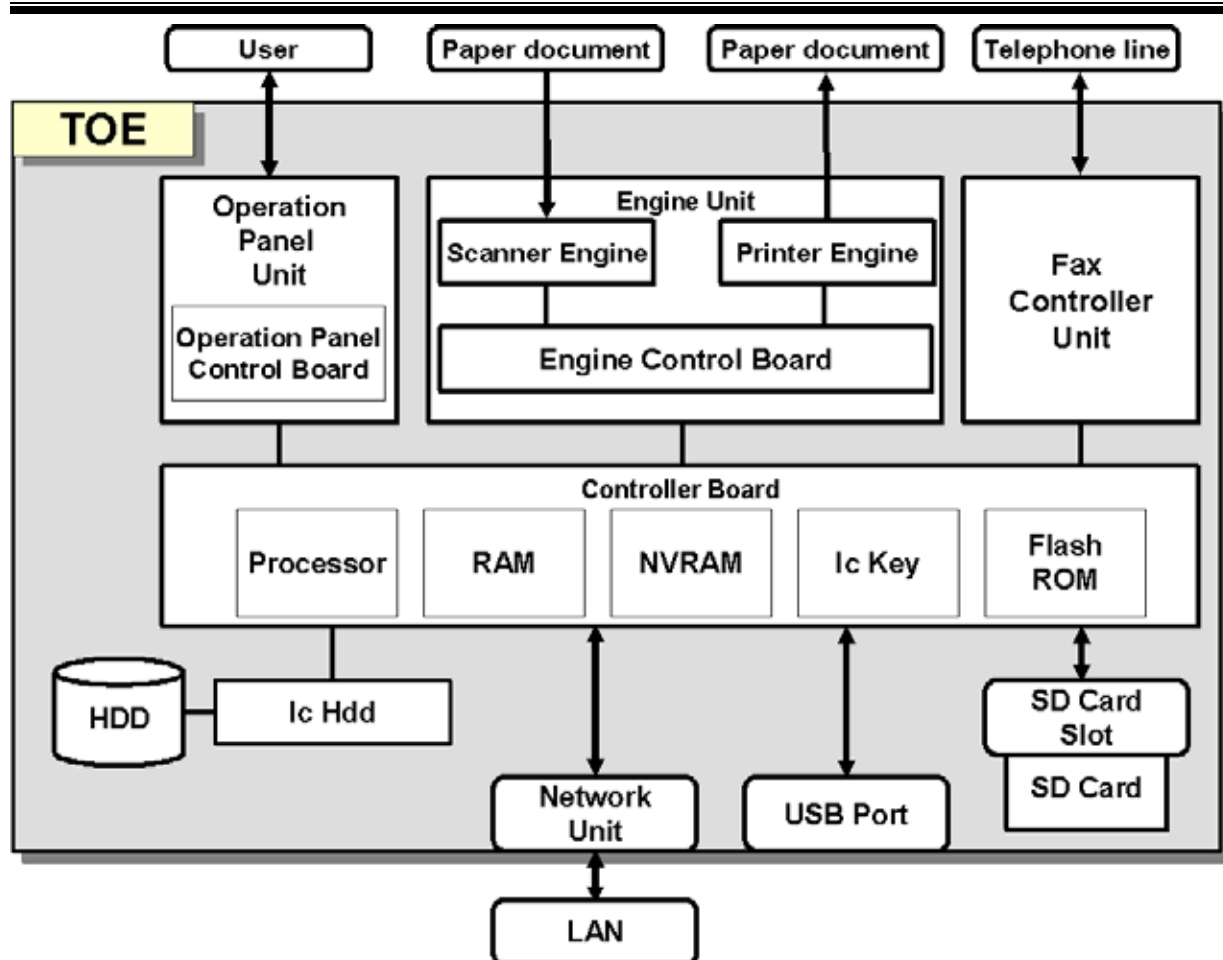 User
Paper document
Paper document
Telephone line
TOE
Operation
Panel
Unit
Operation Panel
Control Board
Engine Unit
Scanner Engine
Printer Engine
Engine Control Board
Fax
Controller
Unit
Controller Board
Processor
RAM
NVRAM
Ic Key
Flash
ROM
HDD
Ic Hdd
Network
Unit
USB Port
SD Card
Slot
SD Card
LAN